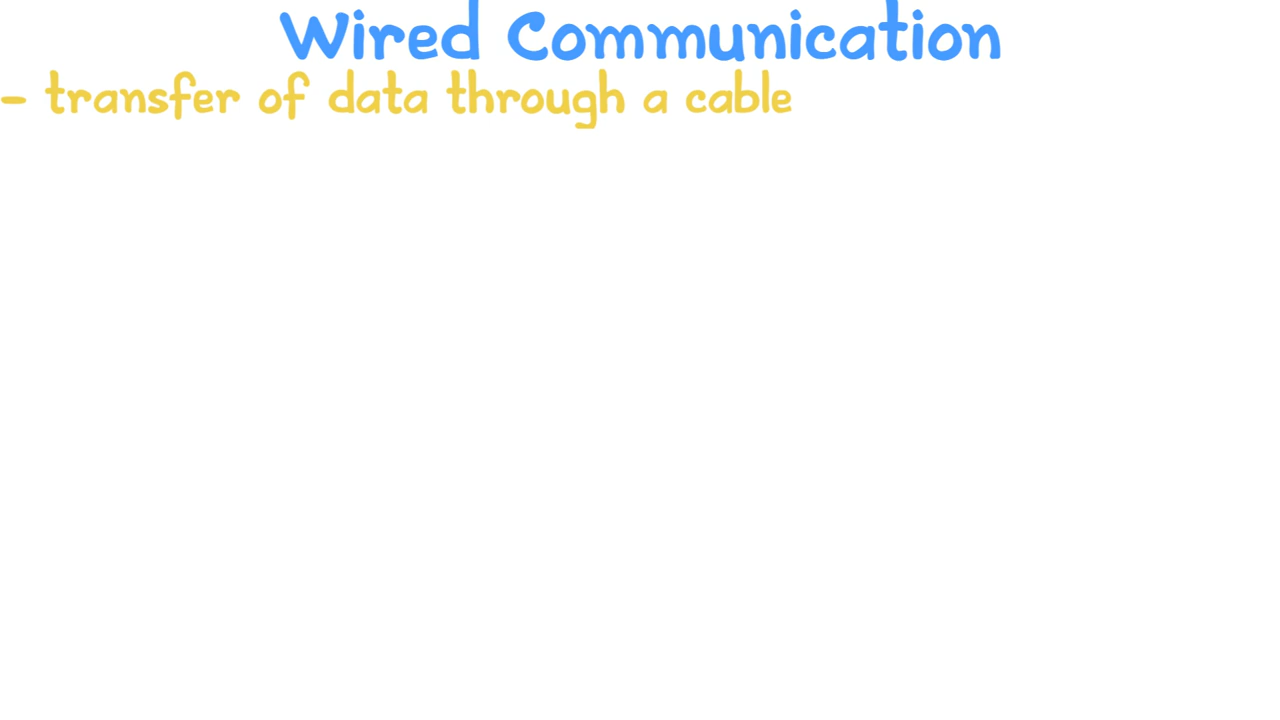 Wired Communication
- transfer of data through a cable